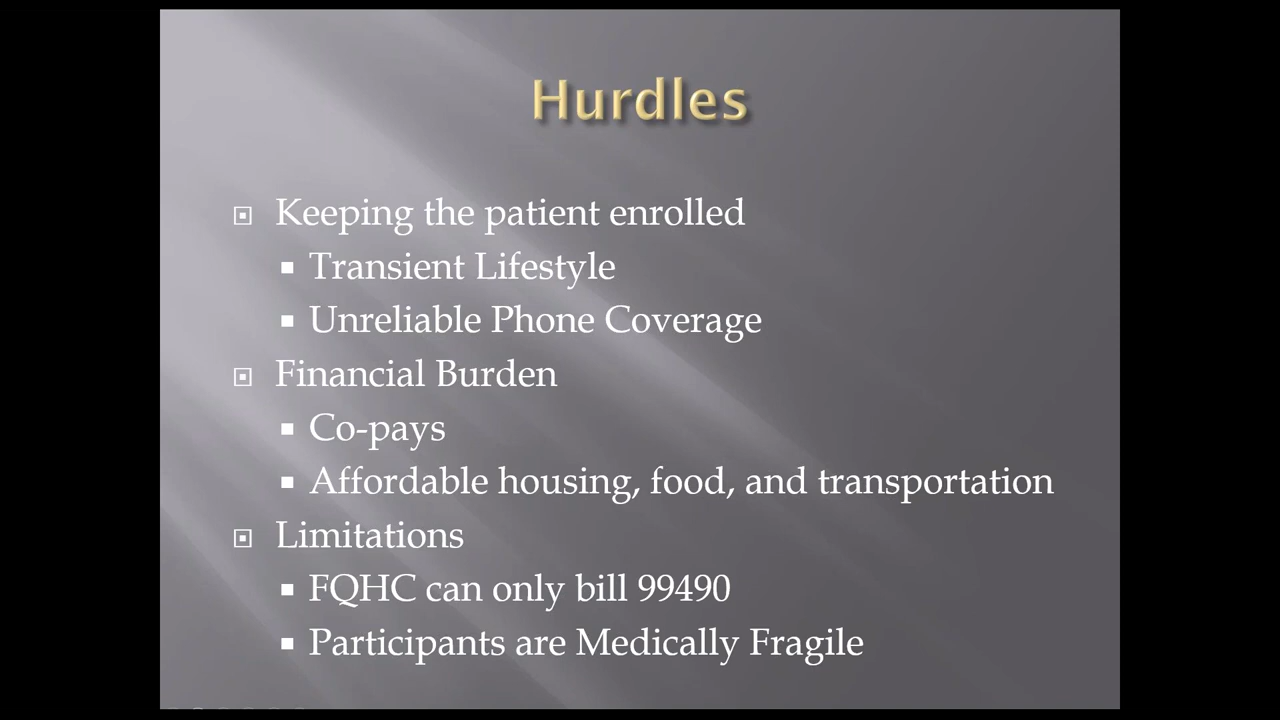 Hurdles
Keeping the patient enrolled
Transient Lifestyle
Unreliable Phone Coverage
Financial Burden
Co-pays
Affordable housing, food, and transportation
Limitations
FQHC can only bill 99490
Participants are Medically Fragile